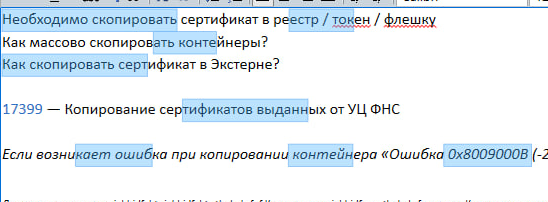 Необходимо скопировать сертификат в реестр / токен / флешку
Как массово скопировать контейнеры?
Как скопировать сертификат в Экстерне?
17399 — Копирование сертификатов выданных от УЦ ФНС
Если возникает ошибка при копировании контейнера «Ошибка 0x8009000B (-2